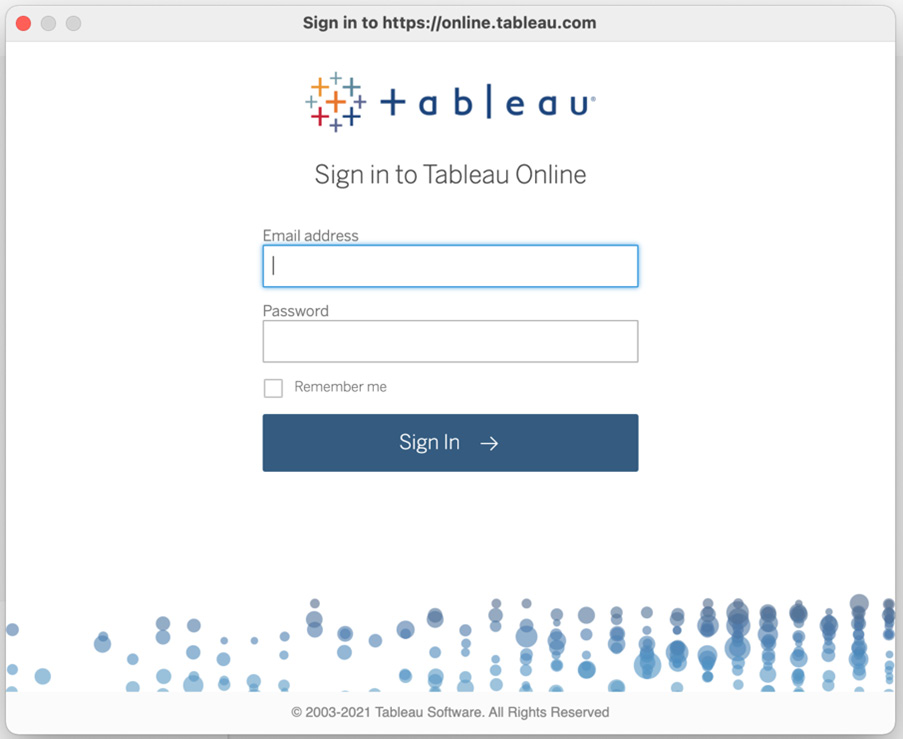 Sign in to https://online.tableau.com
+ableau®
Sign in to Tableau Online
Email address
Password
Remember me
Sign In →
© 2003-2021 Tableau Software. All Rights Reserved